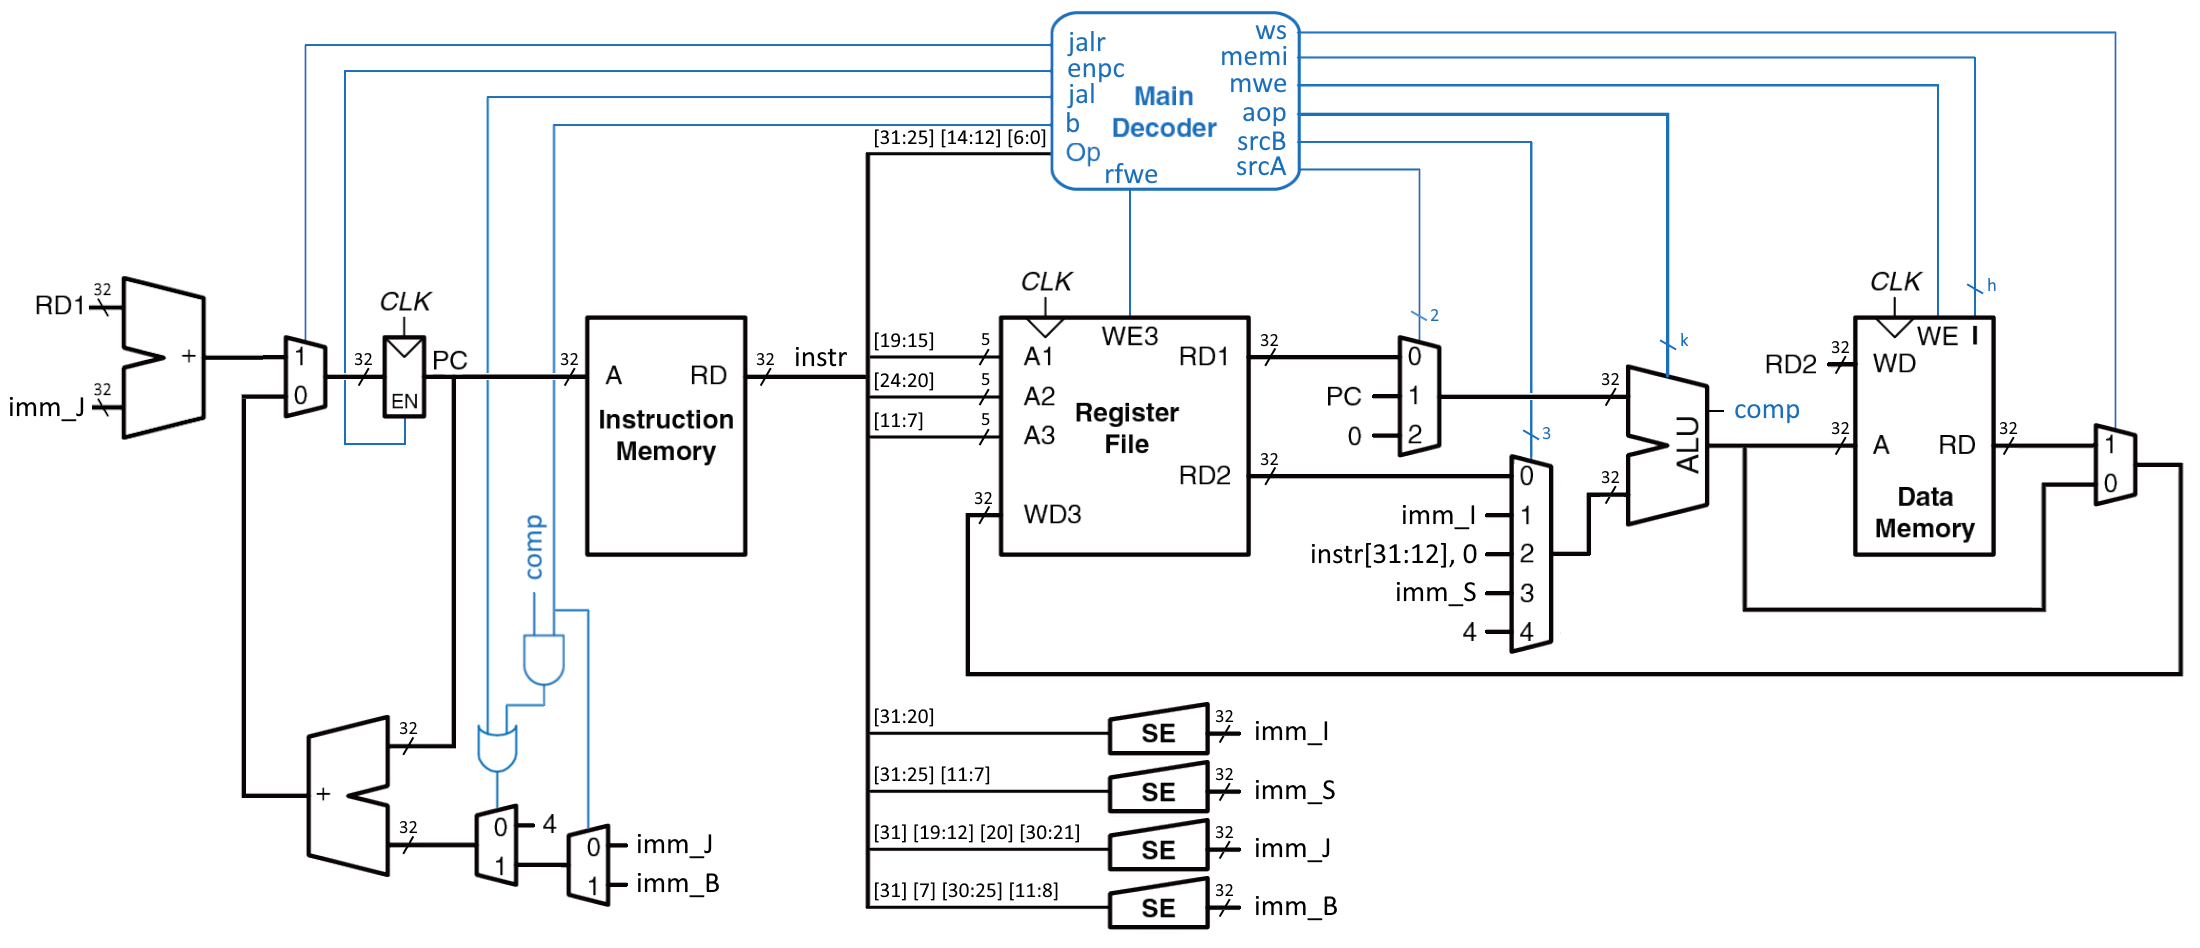 jalr
enpc
jal
b
Op
rfwe
Main
Decoder
ws
memi
mwe
aop
srcB
srcA
[31:25] [14:12] [6:0]
RD1
32
imm_J
32
+
1
0
32
CLK
EN
PC
32
A
RD
Instruction
Memory
32
instr
[19:15]
5
[24:20]
5
[11:7]
5
CLK
WE3
A1
A2
A3
WD3
32
Register
File
RD1
32
RD2
32
2
0
PC
1
0
2
3
0
imm_I
1
instr[31:12], 0
2
imm_S
3
4
4
32
32
k
ALU
comp
CLK
WE
I
h
RD2
32
WD
32
A
RD
32
Data
Memory
1
0
comp
+
32
32
0
4
1
0
imm_J
1
imm_B
[31:20]
SE
32
imm_I
[31:25] [11:7]
SE
32
imm_S
[31] [19:12] [20] [30:21]
SE
32
imm_J
[31] [7] [30:25] [11:8]
SE
32
imm_B